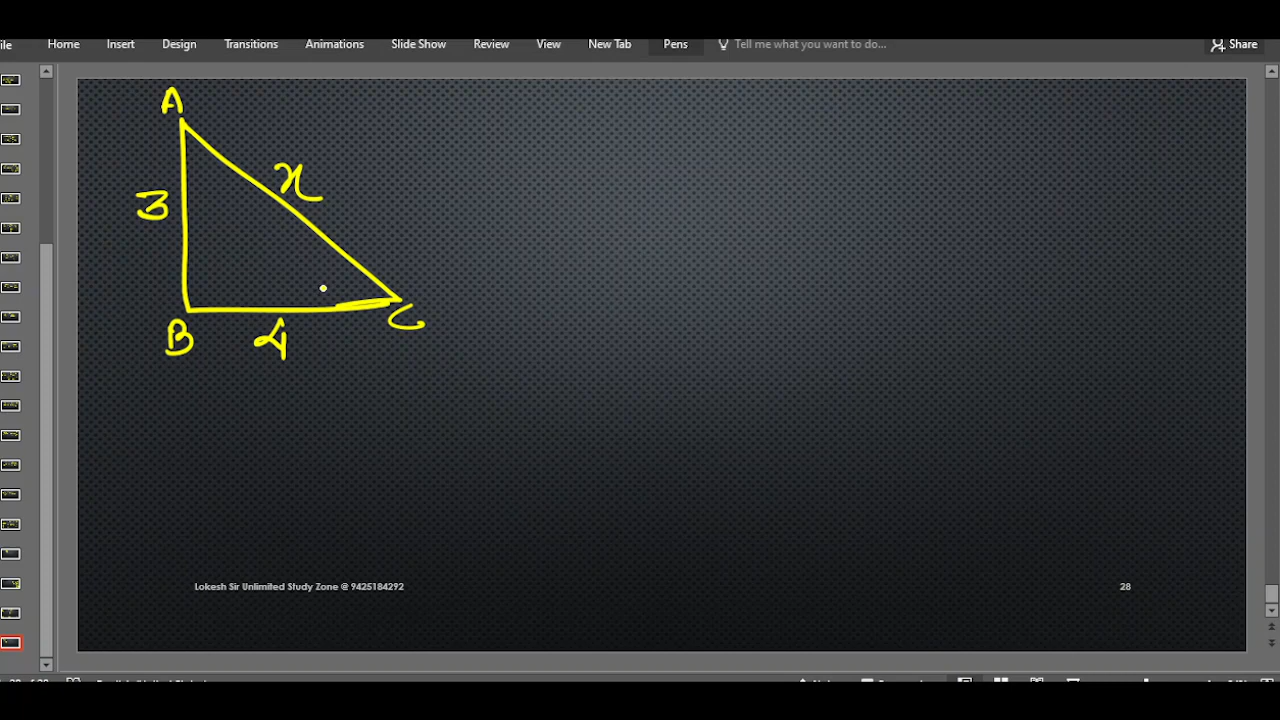 File Home Insert Design Transitions Animations Slide Show Review View New Tab Pens Tell me what you want to do... Share
A
x
3
B
4
C
Lokesh Sir Unlimited Study Zone @ 9425184292 28